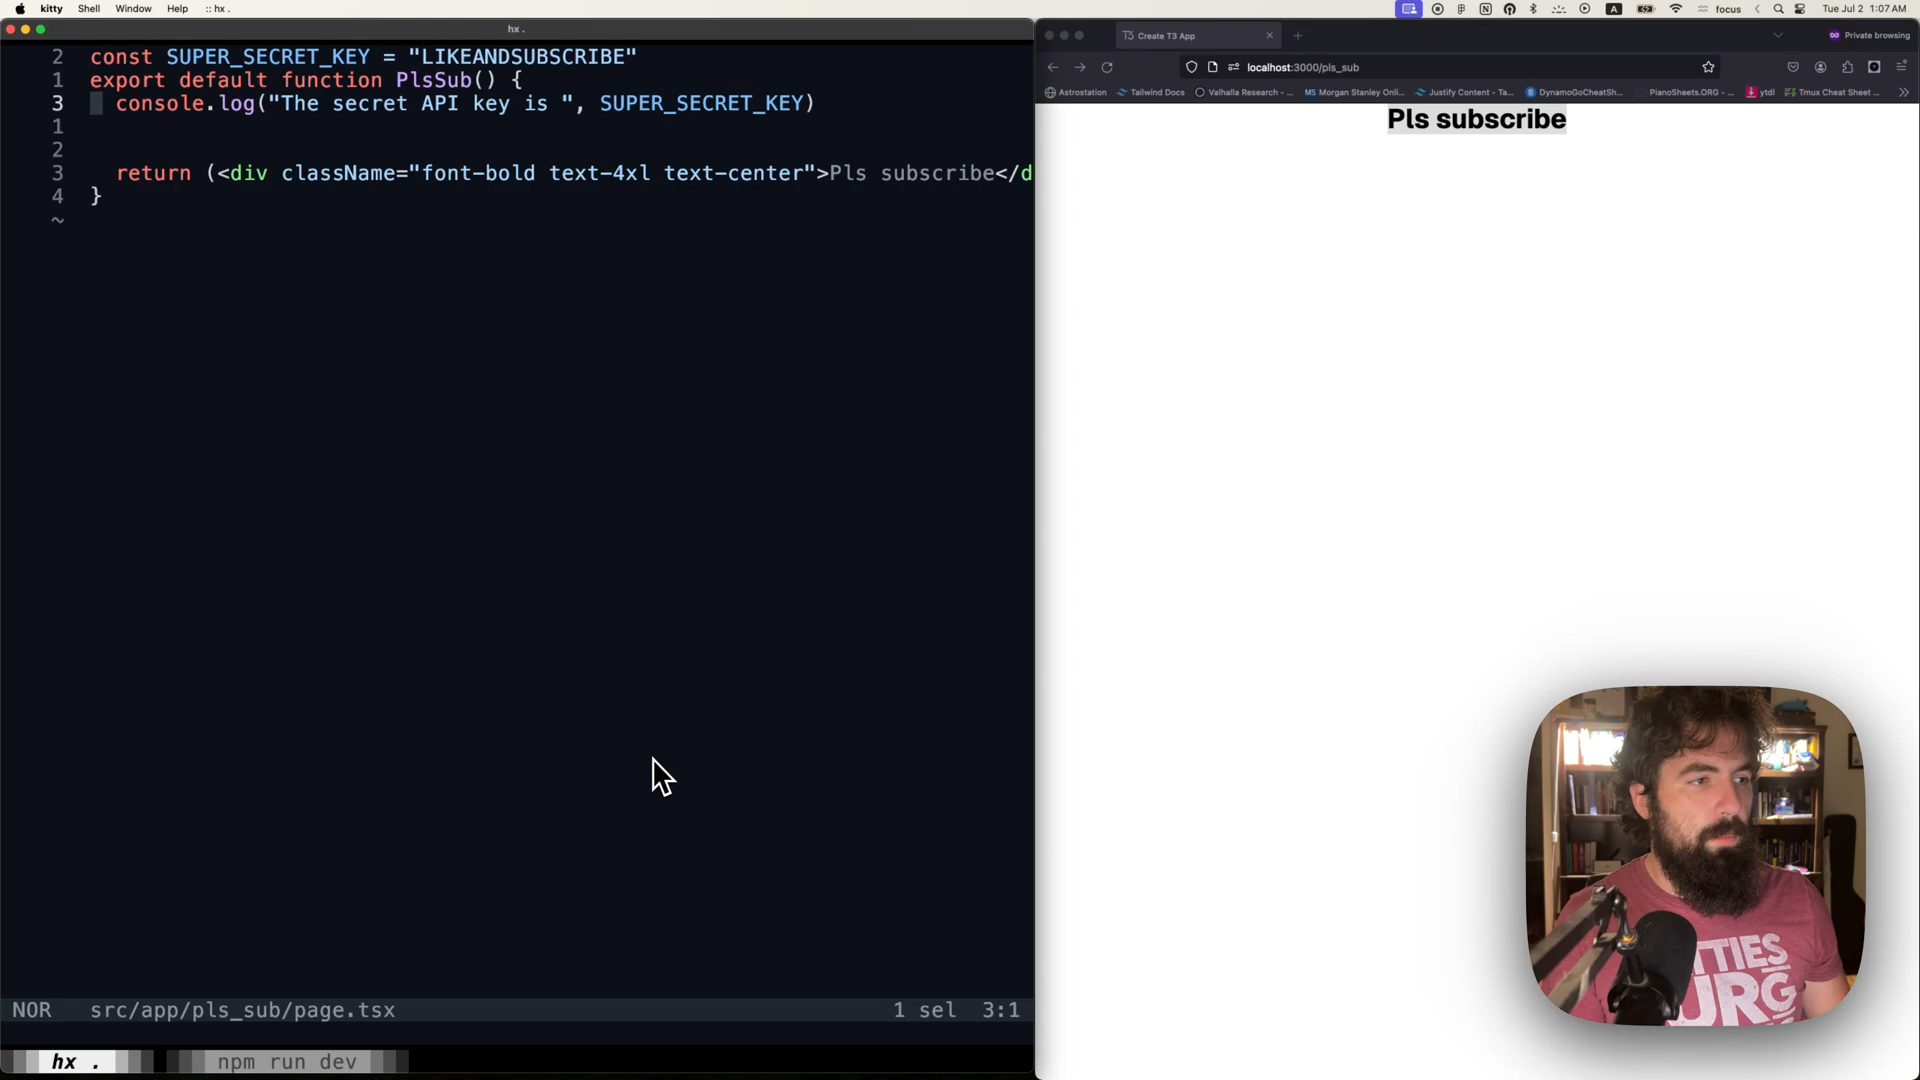 kitty Shell Window Help :: hx .
focus Tue Jul 2 1:07 AM
hx .
2 const SUPER_SECRET_KEY = "LIKEANDSUBSCRIBE"
1 export default function PlsSub() {
3 console.log("The secret API key is ", SUPER_SECRET_KEY)
1
2
3 return (<div className="font-bold text-4xl text-center">Pls subscribe</d
4 }
~
NOR src/app/pls_sub/page.tsx 1 sel 3:1
hx . npm run dev
Create T3 App
Private browsing
localhost:3000/pls_sub
Astrostation Tailwind Docs Valhalla Research - ... MS Morgan Stanley Onli... Justify Content - Ta... DynamoGoCheatSh... PianoSheets.ORG - ... ytdl Tmux Cheat Sheet ...
Pls subscribe
TTIES
URG